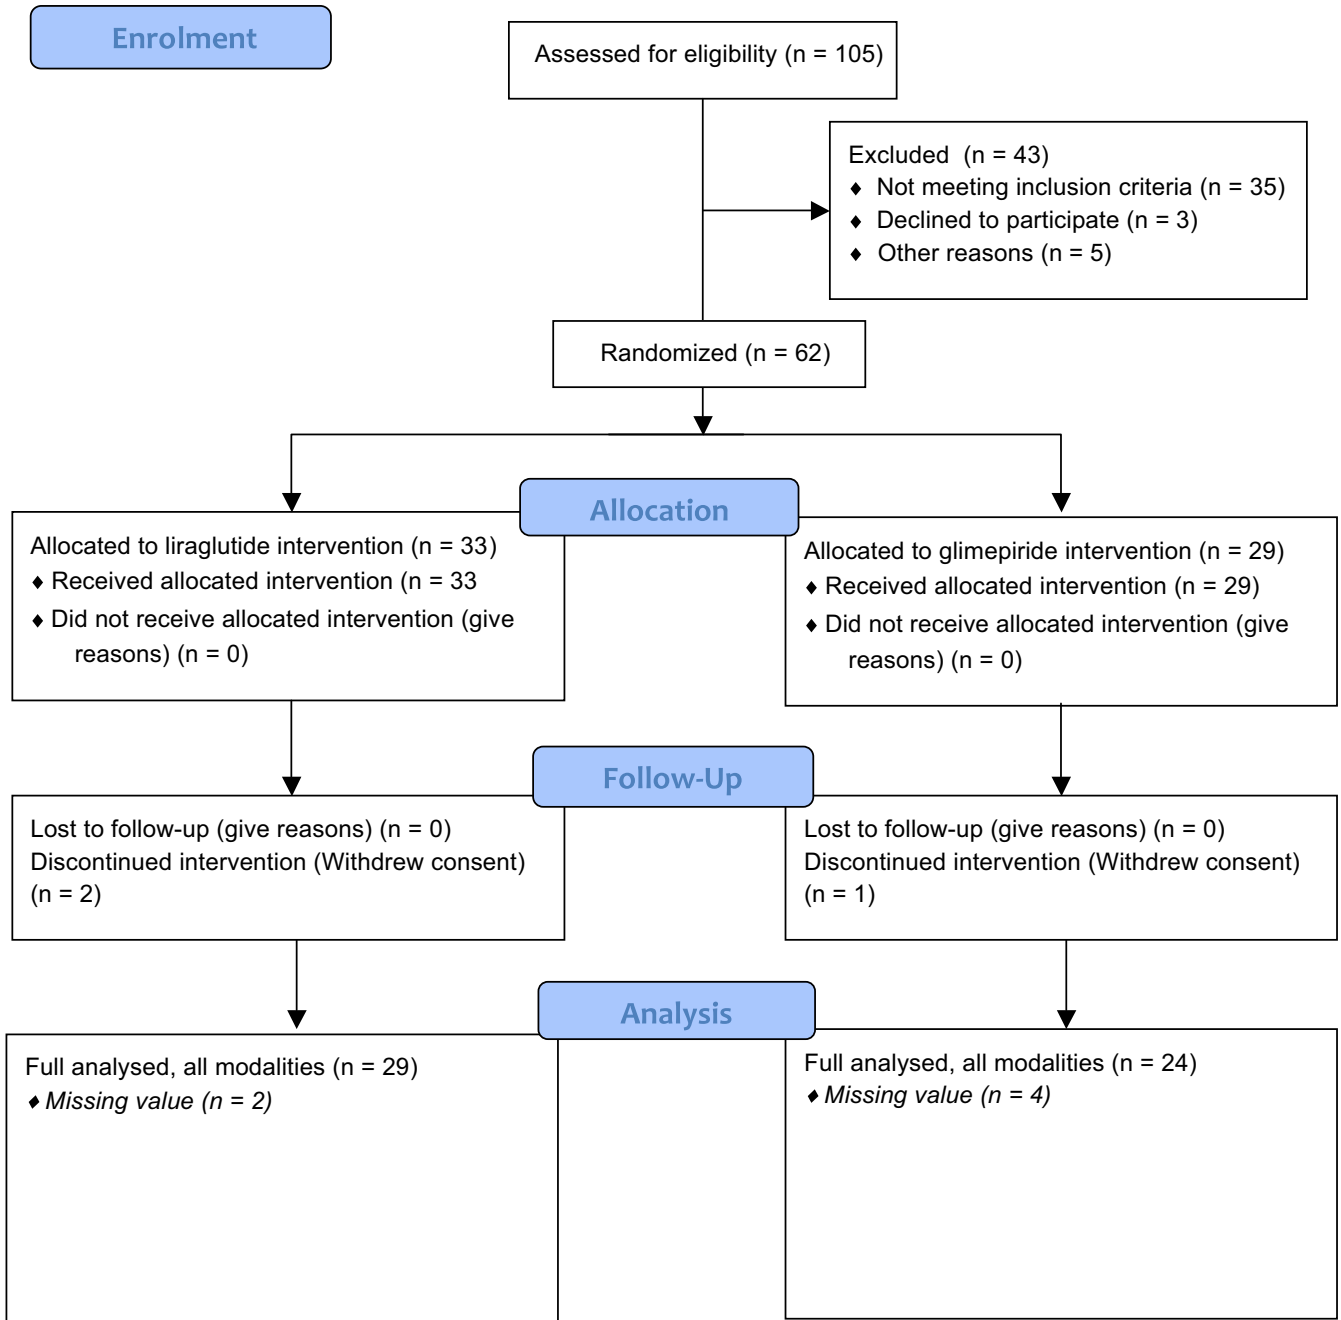 Enrolment
Assessed for eligibility (n = 105)
Excluded (n = 43)
♦ Not meeting inclusion criteria (n = 35)
♦ Declined to participate (n = 3)
♦ Other reasons (n = 5)
Randomized (n = 62)
Allocation
Allocated to liraglutide intervention (n = 33)
♦ Received allocated intervention (n = 33
♦ Did not receive allocated intervention (give
reasons) (n = 0)
Allocated to glimepiride intervention (n = 29)
♦ Received allocated intervention (n = 29)
♦ Did not receive allocated intervention (give
reasons) (n = 0)
Follow-Up
Lost to follow-up (give reasons) (n = 0)
Discontinued intervention (Withdrew consent)
(n = 2)
Lost to follow-up (give reasons) (n = 0)
Discontinued intervention (Withdrew consent)
(n = 1)
Analysis
Full analysed, all modalities (n = 29)
♦ Missing value (n = 2)
Full analysed, all modalities (n = 24)
♦ Missing value (n = 4)